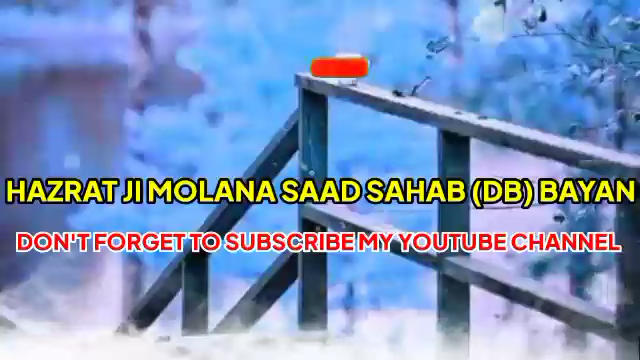 HAZRAT JI MOLANA SAAD SAHAB (DB) BAYAN
DON'T FORGET TO SUBSCRIBE MY YOUTUBE CHANNEL